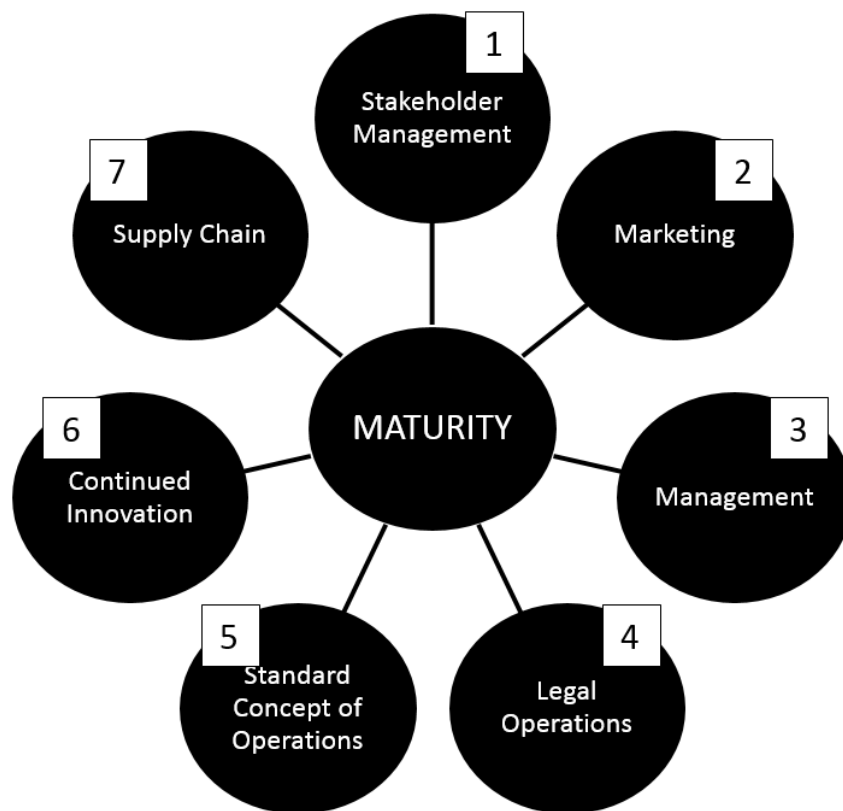 1
Stakeholder
Management
2
Marketing
3
Management
4
Legal
Operations
5
Standard
Concept of
Operations
6
Continued
Innovation
7
Supply Chain
MATURITY